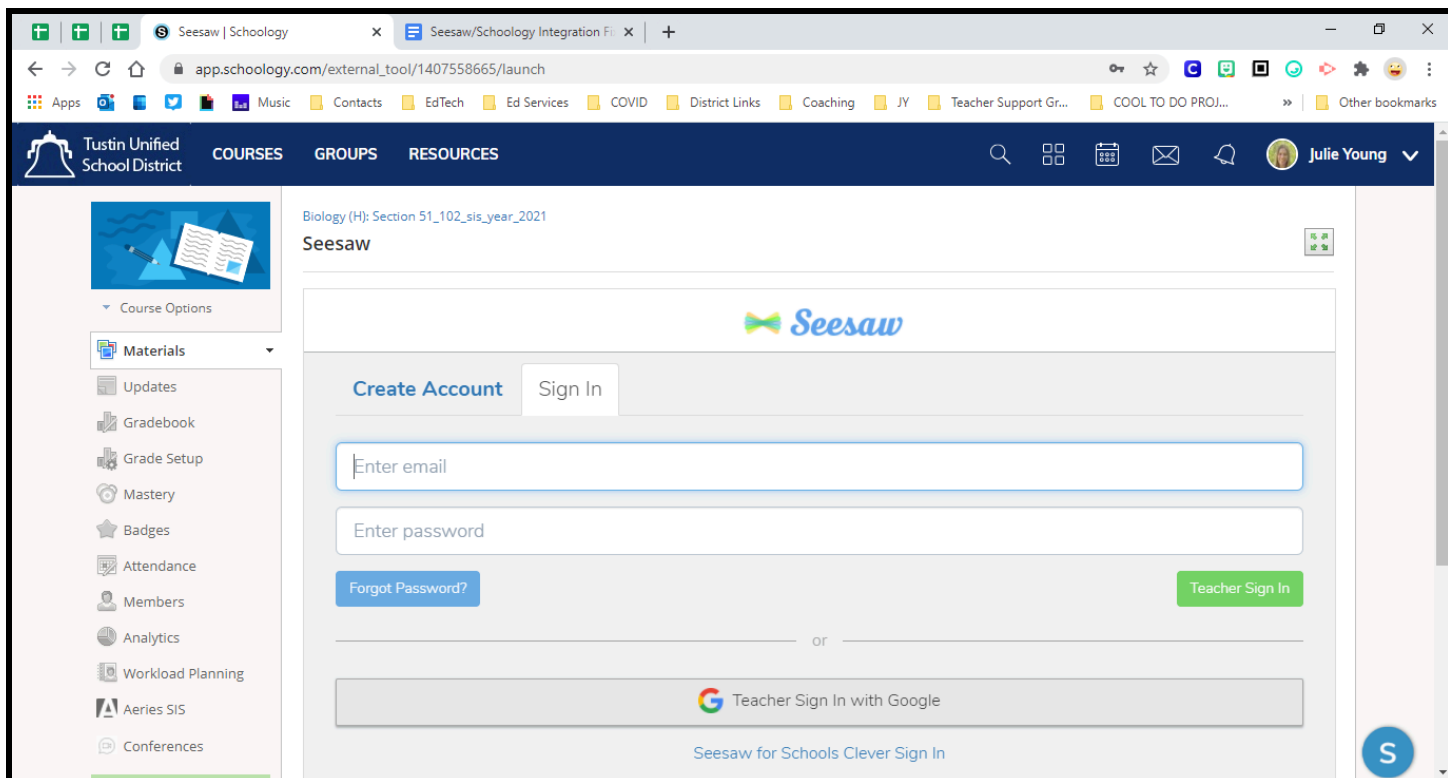 Seesaw | Schoology
Seesaw/Schoology Integration Fi
app.schoology.com/external_tool/1407558665/launch
Apps Music Contacts EdTech Ed Services COVID District Links Coaching JY Teacher Support Gr... COOL TO DO PROJ... » Other bookmarks
Tustin Unified
School District
COURSES GROUPS RESOURCES
Julie Young
Biology (H): Section 51_102_sis_year_2021
Seesaw
Course Options
Seesaw
Materials
Updates
Gradebook
Grade Setup
Mastery
Badges
Attendance
Members
Analytics
Workload Planning
Aeries SIS
Conferences
Create Account Sign In
Enter email
Enter password
Forgot Password? Teacher Sign In
or
G Teacher Sign In with Google
Seesaw for Schools Clever Sign In
S